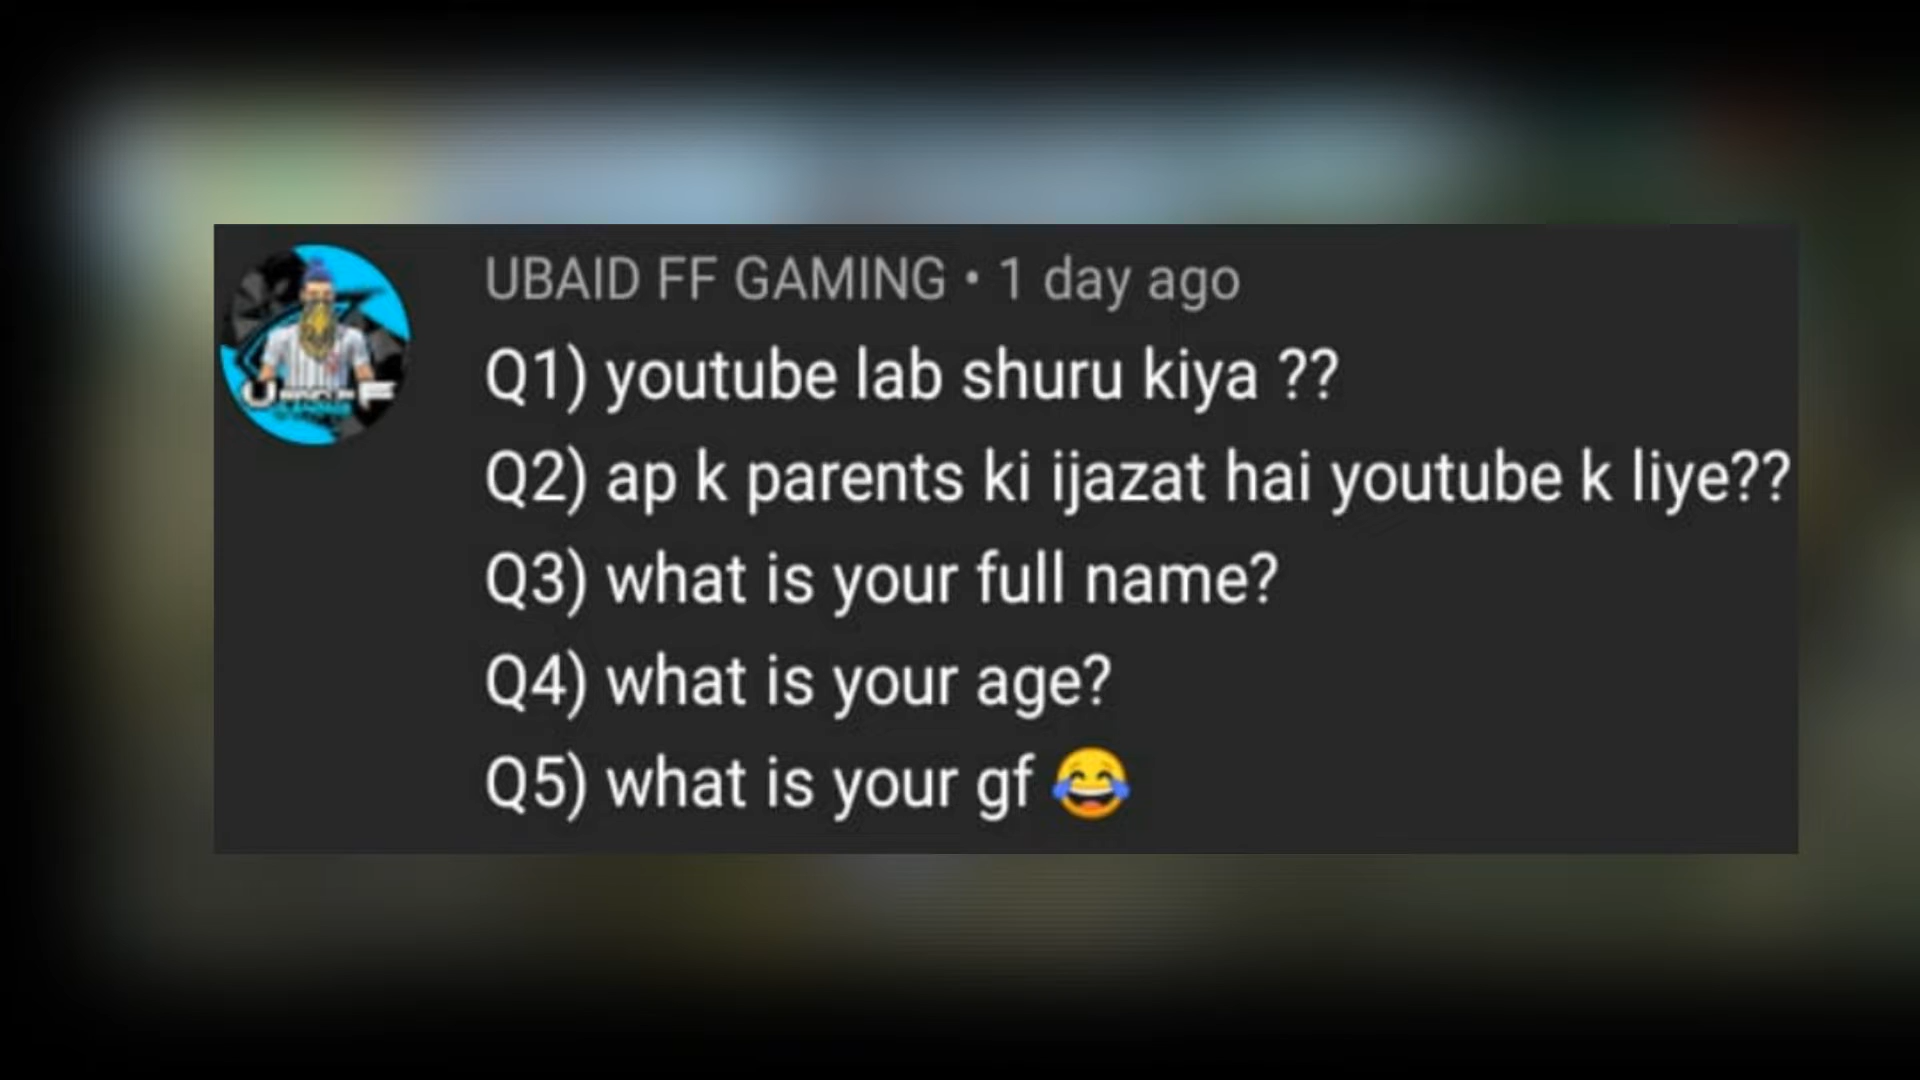 UBAID FF GAMING • 1 day ago
Q1) youtube lab shuru kiya ??
Q2) ap k parents ki ijazat hai youtube k liye??
Q3) what is your full name?
Q4) what is your age?
Q5) what is your gf 😂